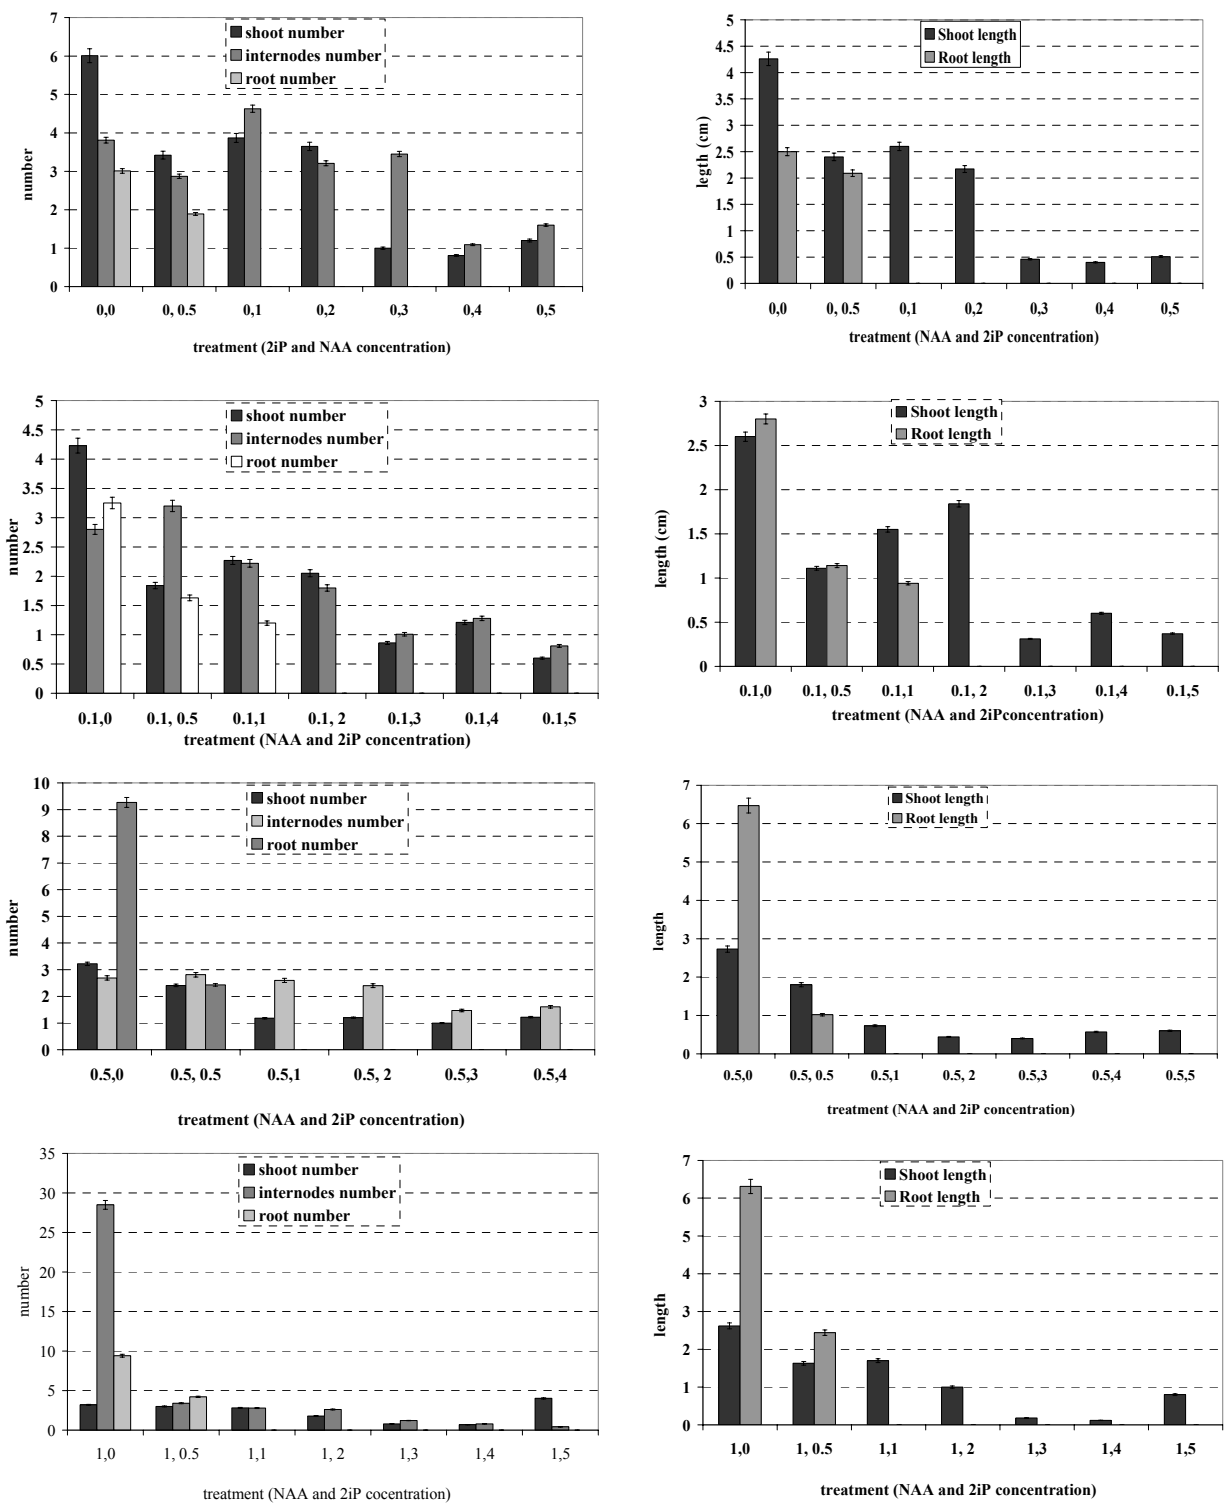 7
6
5
4
3
2
1
0
number
shoot number
internodes number
root number
0,0 0, 0.5 0,1 0,2 0,3 0,4 0,5
treatment (2iP and NAA concentration)
5
4.5
4
3.5
3
2.5
2
1.5
1
0.5
0
legth (cm)
Shoot length
Root length
0,0 0, 0.5 0,1 0,2 0,3 0,4 0,5
treatment (NAA and 2iP concentration)
5
4.5
4
3.5
3
2.5
2
1.5
1
0.5
0
number
shoot number
internodes number
root number
0.1,0 0.1, 0.5 0.1,1 0.1, 2 0.1,3 0.1,4 0.1,5
treatment (NAA and 2iP concentration)
3
2.5
2
1.5
1
0.5
0
length (cm)
Shoot length
Root length
0.1,0 0.1, 0.5 0.1,1 0.1, 2 0.1,3 0.1,4 0.1,5
treatment (NAA and 2iPconcentration)
10
9
8
7
6
5
4
3
2
1
0
number
shoot number
internodes number
root number
0.5,0 0.5, 0.5 0.5,1 0.5, 2 0.5,3 0.5,4
treatment (NAA and 2iP concentration)
7
6
5
4
3
2
1
0
length
Shoot length
Root length
0.5,0 0.5, 0.5 0.5,1 0.5, 2 0.5,3 0.5,4 0.5,5
treatment (NAA and 2iP concentration)
35
30
25
20
15
10
5
0
number
shoot number
internodes number
root number
1,0 1, 0.5 1,1 1, 2 1,3 1,4 1,5
treatment (NAA and 2iP cocentration)
7
6
5
4
3
2
1
0
length
Shoot length
Root length
1,0 1, 0.5 1,1 1, 2 1,3 1,4 1,5
treatment (NAA and 2iP concentration)